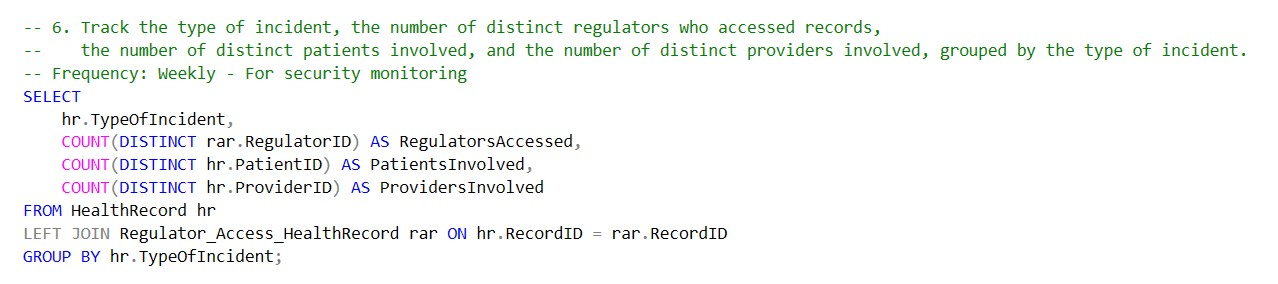 -- 6. Track the type of incident, the number of distinct regulators who accessed records,
--    the number of distinct patients involved, and the number of distinct providers involved, grouped by the type of incident.
-- Frequency: Weekly - For security monitoring
SELECT
    hr.TypeOfIncident,
    COUNT(DISTINCT rar.RegulatorID) AS RegulatorsAccessed,
    COUNT(DISTINCT hr.PatientID) AS PatientsInvolved,
    COUNT(DISTINCT hr.ProviderID) AS ProvidersInvolved
FROM HealthRecord hr
LEFT JOIN Regulator_Access_HealthRecord rar ON hr.RecordID = rar.RecordID
GROUP BY hr.TypeOfIncident;